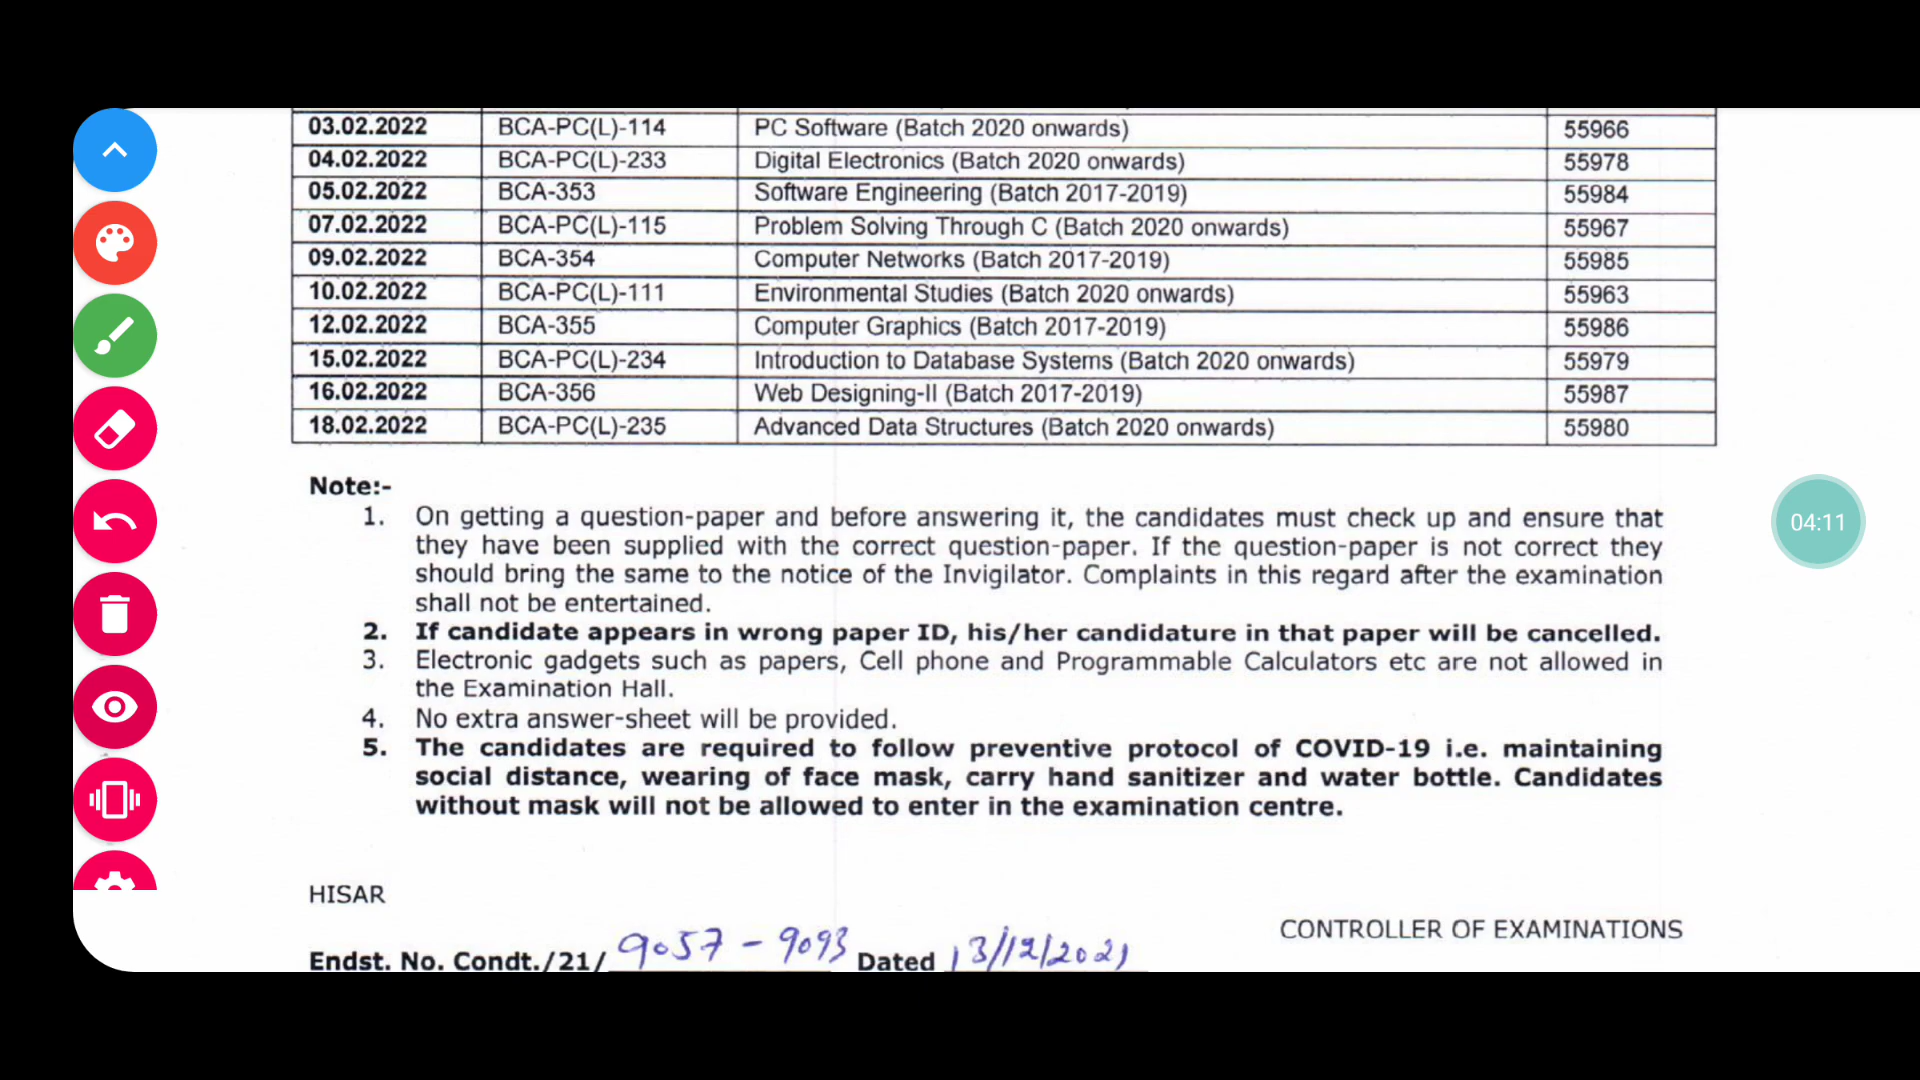 03.02.2022 BCA-PC(L)-114 PC Software (Batch 2020 onwards) 55966
04.02.2022 BCA-PC(L)-233 Digital Electronics (Batch 2020 onwards) 55978
05.02.2022 BCA-353 Software Engineering (Batch 2017-2019) 55984
07.02.2022 BCA-PC(L)-115 Problem Solving Through C (Batch 2020 onwards) 55967
09.02.2022 BCA-354 Computer Networks (Batch 2017-2019) 55985
10.02.2022 BCA-PC(L)-111 Environmental Studies (Batch 2020 onwards) 55963
12.02.2022 BCA-355 Computer Graphics (Batch 2017-2019) 55986
15.02.2022 BCA-PC(L)-234 Introduction to Database Systems (Batch 2020 onwards) 55979
16.02.2022 BCA-356 Web Designing-II (Batch 2017-2019) 55987
18.02.2022 BCA-PC(L)-235 Advanced Data Structures (Batch 2020 onwards) 55980
Note:-
1. On getting a question-paper and before answering it, the candidates must check up and ensure that
they have been supplied with the correct question-paper. If the question-paper is not correct they
should bring the same to the notice of the Invigilator. Complaints in this regard after the examination
shall not be entertained.
2. If candidate appears in wrong paper ID, his/her candidature in that paper will be cancelled.
3. Electronic gadgets such as papers, Cell phone and Programmable Calculators etc are not allowed in
the Examination Hall.
4. No extra answer-sheet will be provided.
5. The candidates are required to follow preventive protocol of COVID-19 i.e. maintaining
social distance, wearing of face mask, carry hand sanitizer and water bottle. Candidates
without mask will not be allowed to enter in the examination centre.
04:11
HISAR
CONTROLLER OF EXAMINATIONS
Endst. No. Condt./21/ 9057 - 9093 Dated 13/12/2021